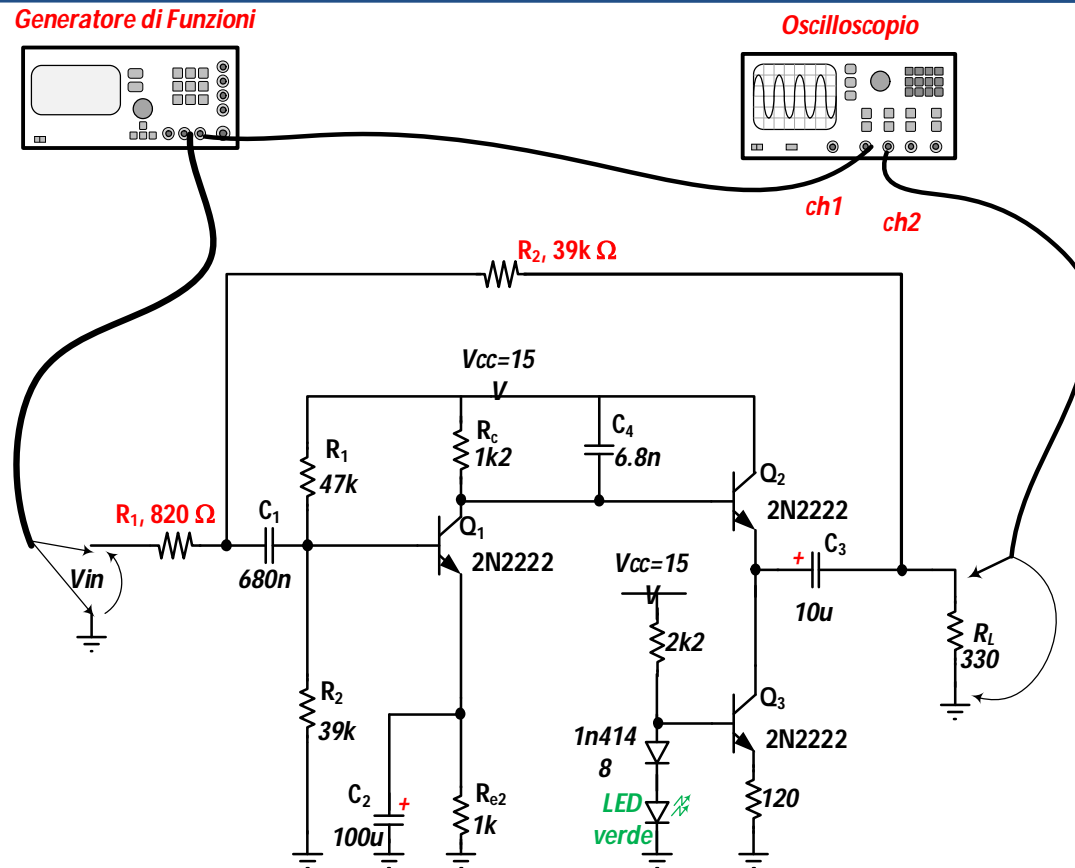 Generatore di Funzioni
Oscilloscopio
ch1
ch2
R2, 39k Ω
Vcc=15
V
R1
47k
Rc
1k2
C4
6.8n
Q2
2N2222
R1, 820 Ω
C1
680n
Q1
2N2222
Vin
Vcc=15
V
+
C3
10u
2k2
RL
330
R2
39k
Q3
2N2222
1n414
8
C2
+
100u
Re2
1k
LED
verde
120